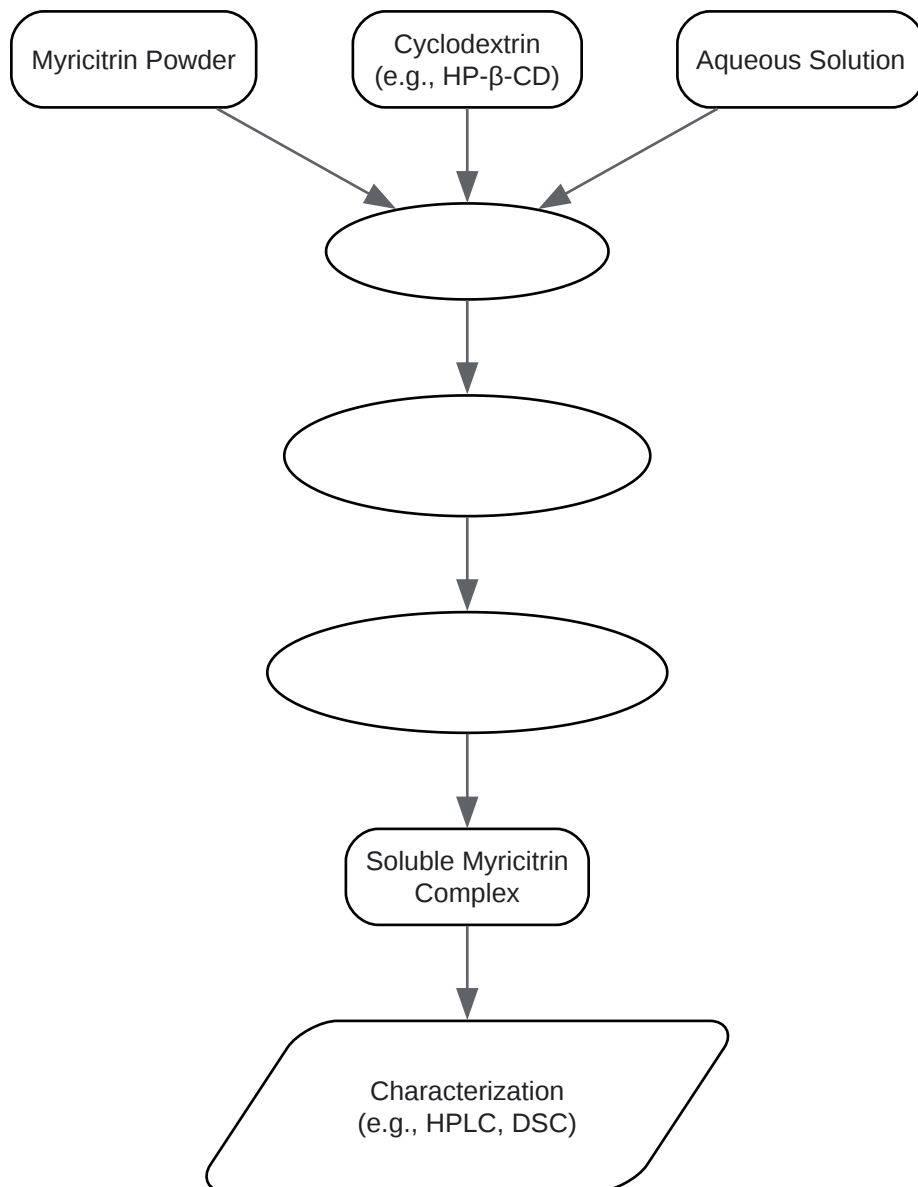 Myricitrin Powder
Cyclodextrin
(e.g., HP-β-CD)
Aqueous Solution
Soluble Myricitrin
Complex
Characterization
(e.g., HPLC, DSC)